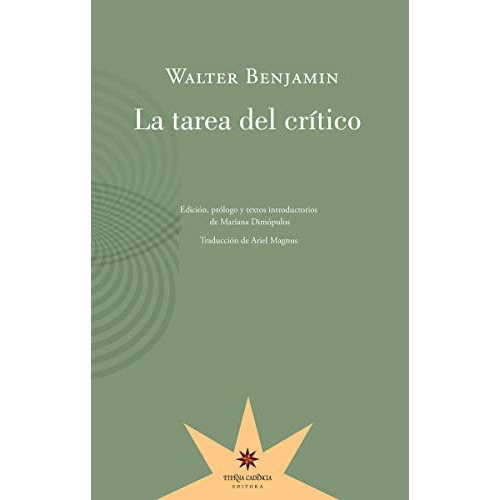 WALTER BENJAMIN
La tarea del crítico
Edición, prólogo y textos introductorios
de Mariana Dimópulos
Traducción de Ariel Magnus
ETERNA CADENCIA
EDITORA